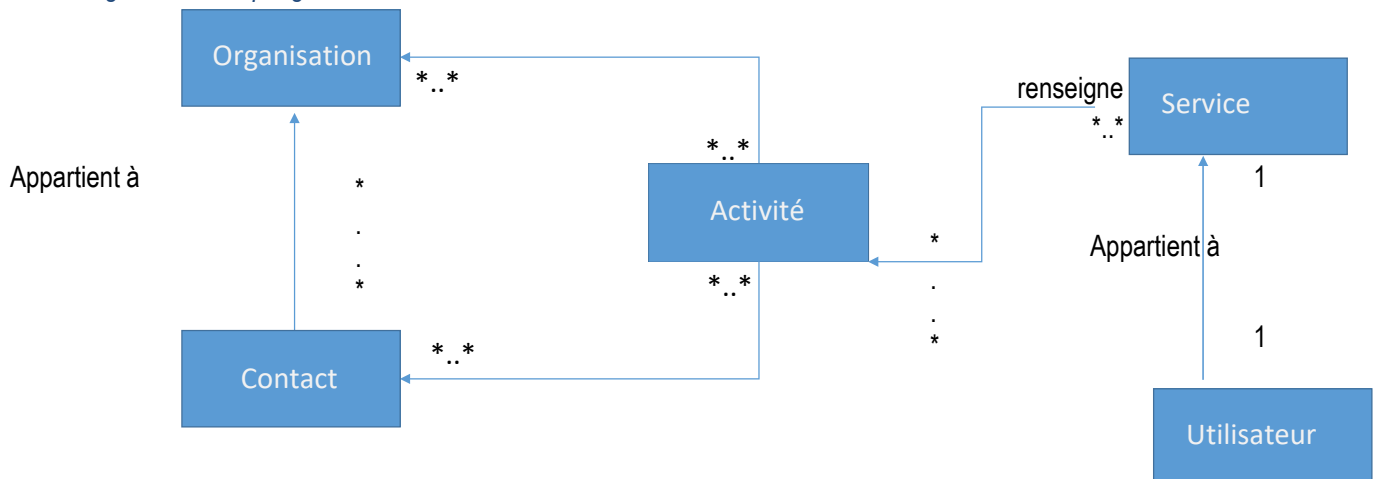 Organisation
*..*
renseigne
Service
*..*
*..*
Appartient à
*
.
.
*
1
Activité
*
.
.
*
Appartient à
*..*
1
*..*
Contact
Utilisateur